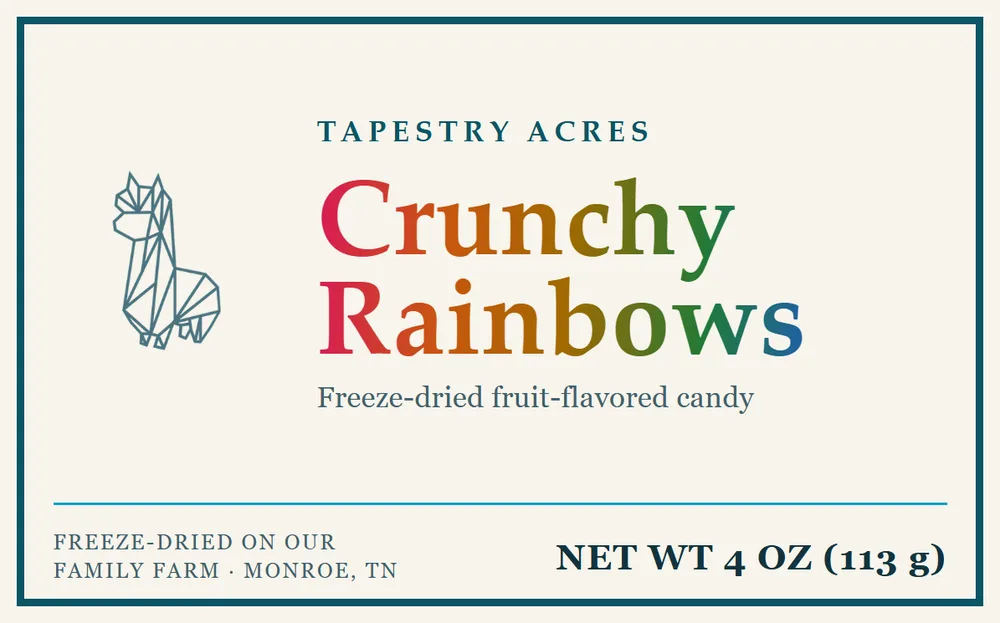 TAPESTRY ACRES
Crunchy
Rainbows
Freeze-dried fruit-flavored candy
FREEZE-DRIED ON OUR
FAMILY FARM · MONROE, TN
NET WT 4 OZ (113 g)